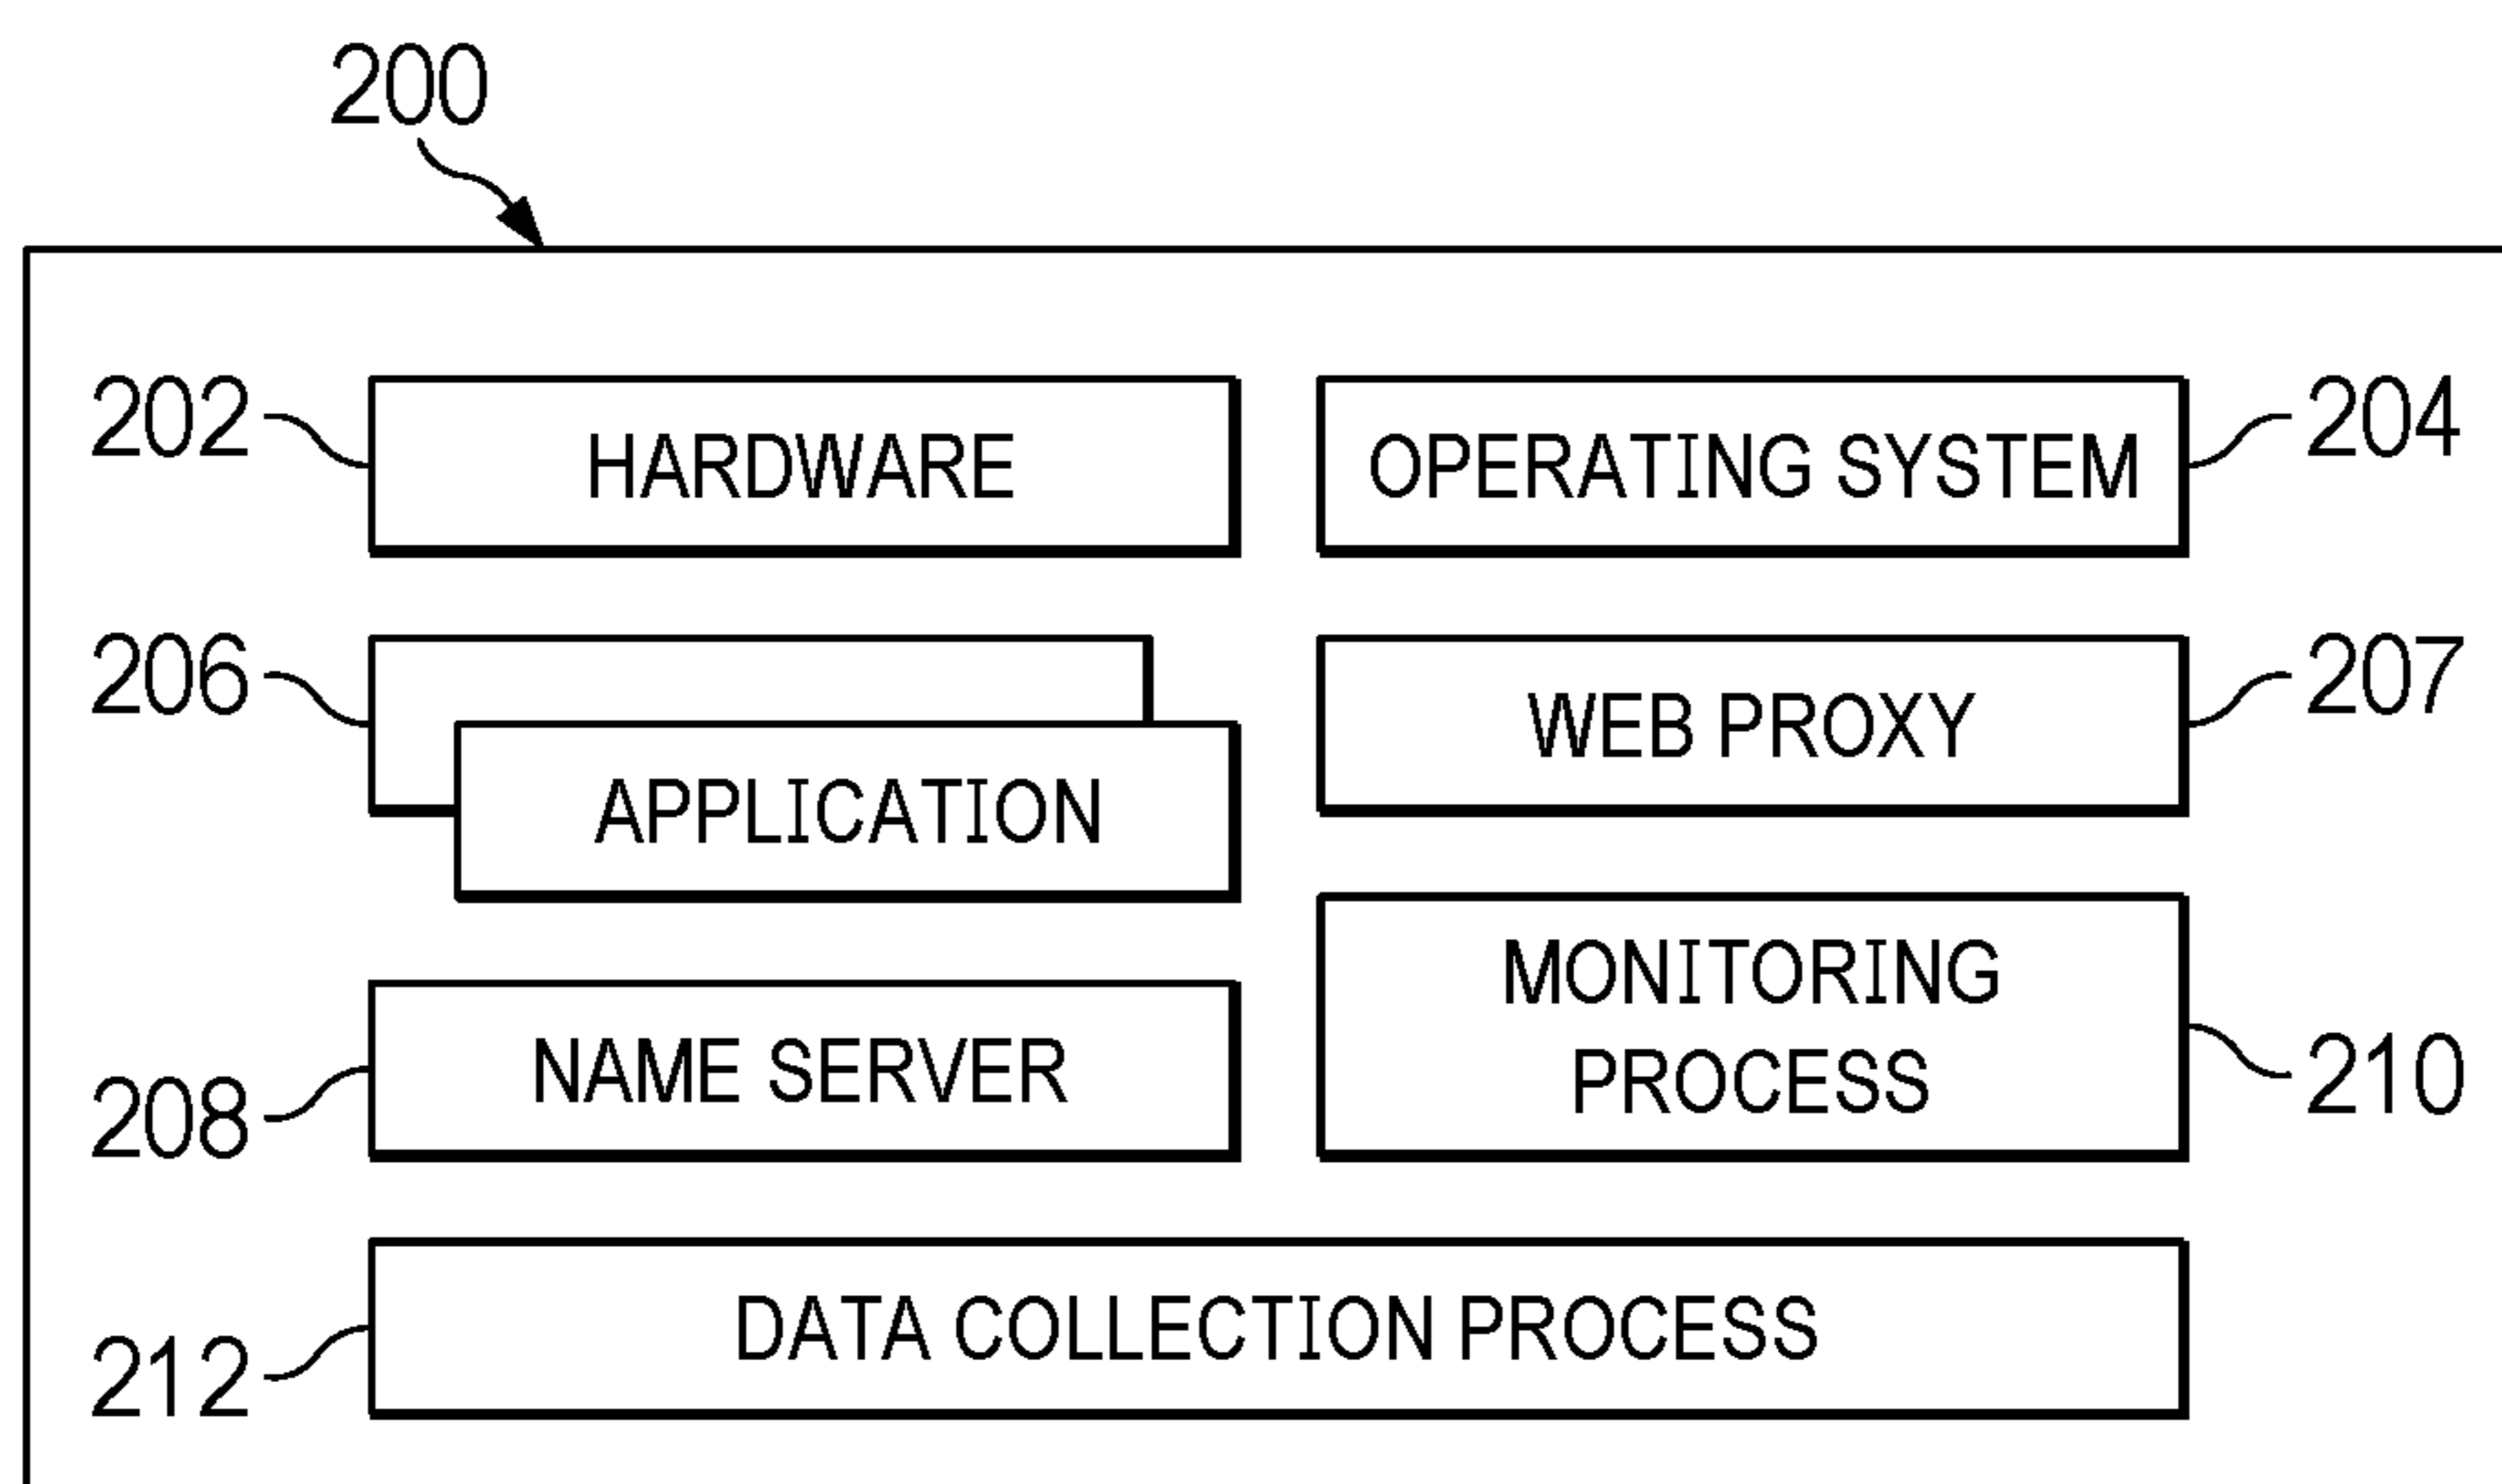 200
202
HARDWARE
OPERATING SYSTEM
204
206
APPLICATION
WEB PROXY
207
208
NAME SERVER
MONITORING
PROCESS
210
212
DATA COLLECTION PROCESS